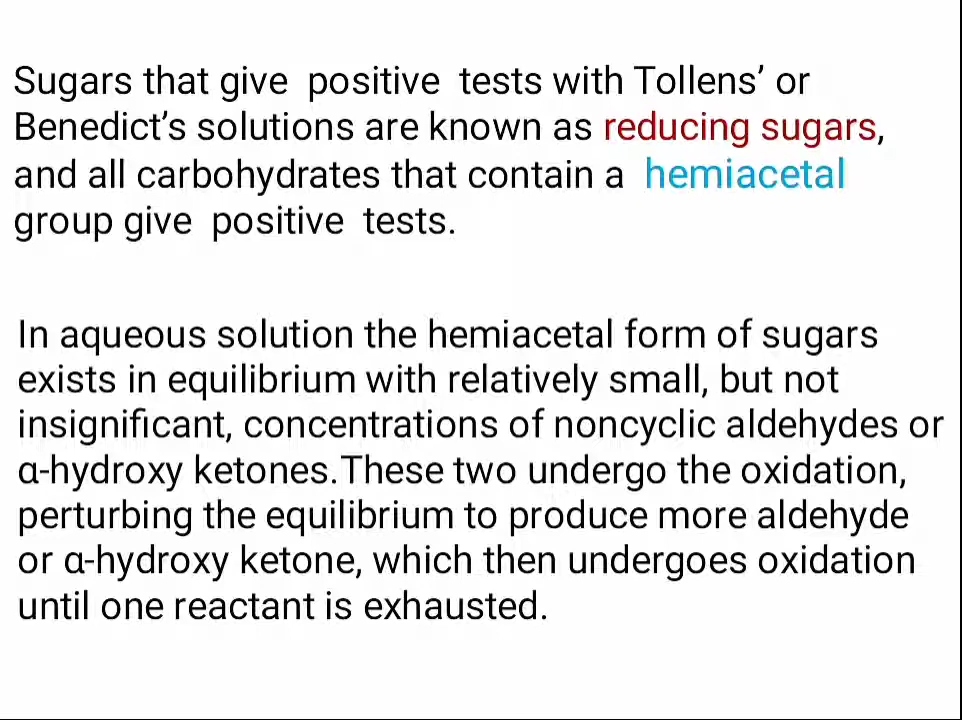 Sugars that give positive tests with Tollens’ or
Benedict’s solutions are known as reducing sugars,
and all carbohydrates that contain a hemiacetal
group give positive tests.
In aqueous solution the hemiacetal form of sugars
exists in equilibrium with relatively small, but not
insignificant, concentrations of noncyclic aldehydes or
α-hydroxy ketones.These two undergo the oxidation,
perturbing the equilibrium to produce more aldehyde
or α-hydroxy ketone, which then undergoes oxidation
until one reactant is exhausted.